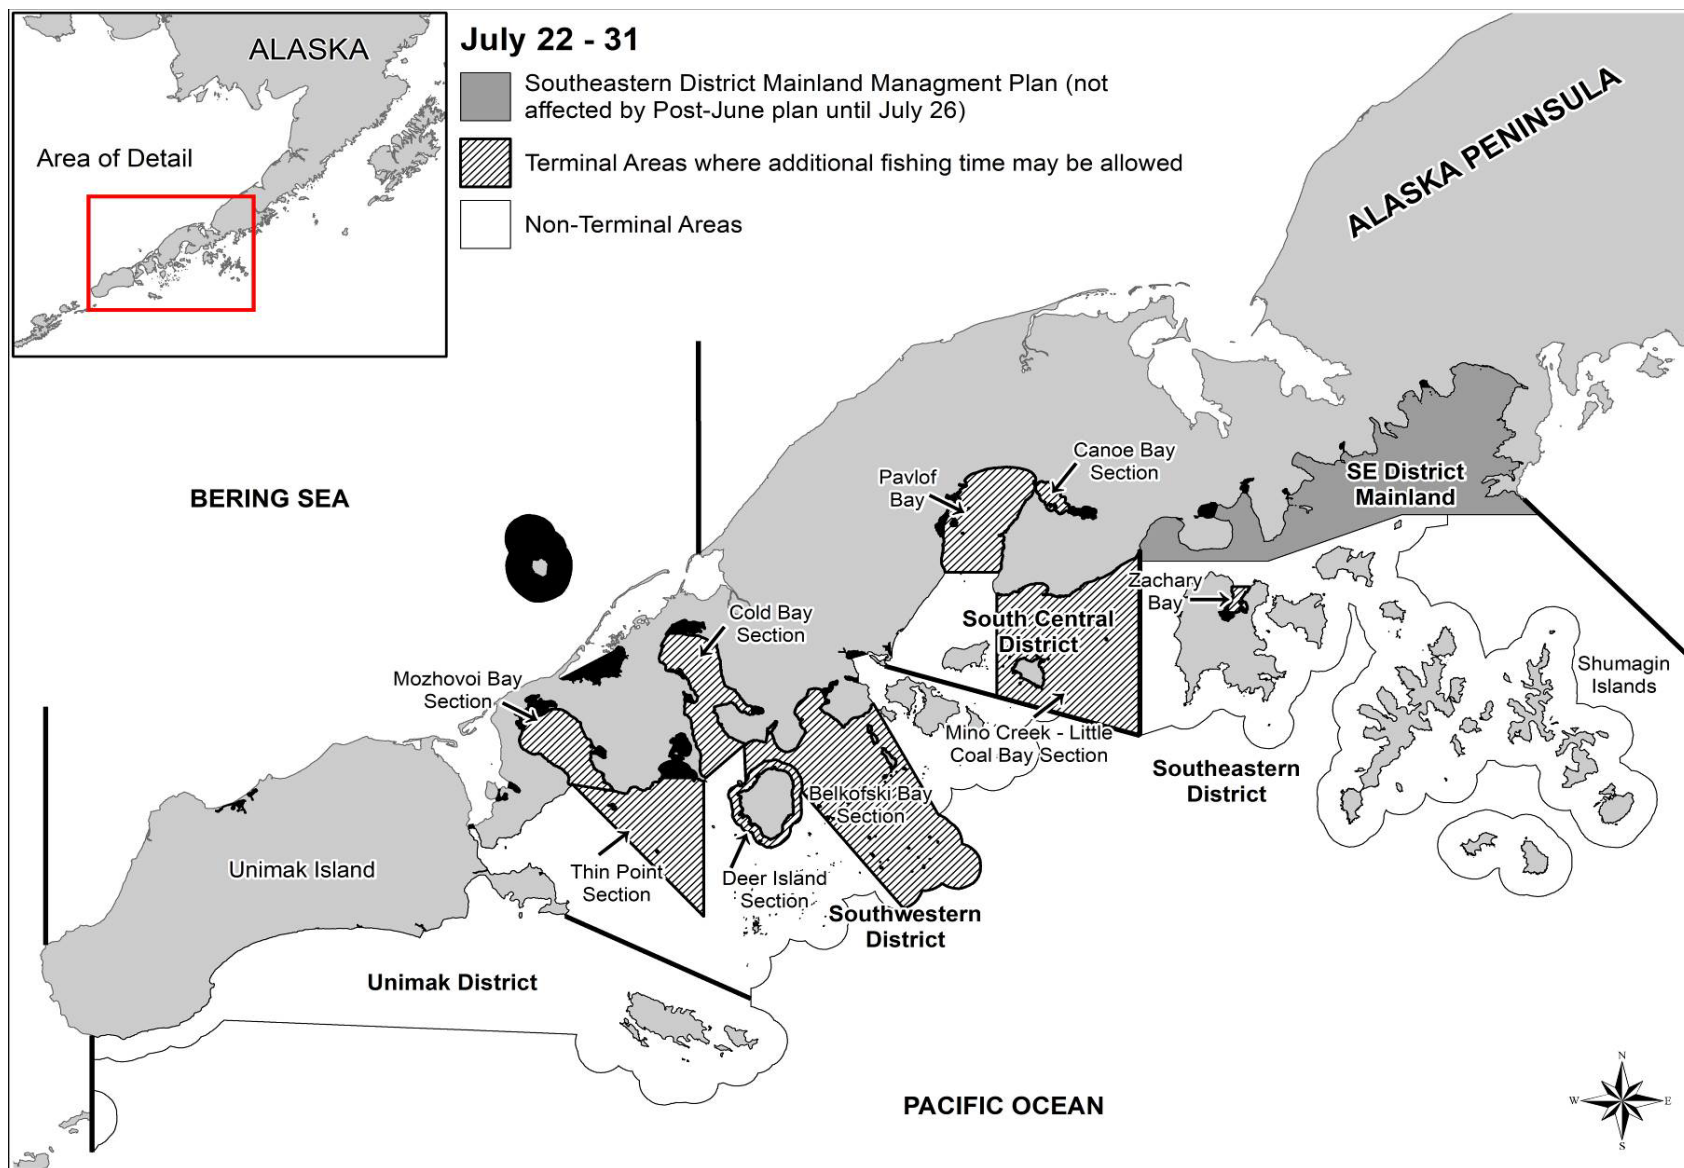 ALASKA
Area of Detail
July 22 - 31
Southeastern District Mainland Managment Plan (not
affected by Post-June plan until July 26)
Terminal Areas where additional fishing time may be allowed
Non-Terminal Areas
ALASKA PENINSULA
BERING SEA
Pavlof
Bay
Canoe Bay
Section
SE District
Mainland
Zachary
Bay
Cold Bay
Section
South Central
District
Mozhovoi Bay
Section
Shumagin
Islands
Mino Creek - Little
Coal Bay Section
Southeastern
District
Belkofski Bay
Section
Unimak Island
Thin Point
Section
Deer Island
Section
Southwestern
District
Unimak District
PACIFIC OCEAN
N
W
E
S